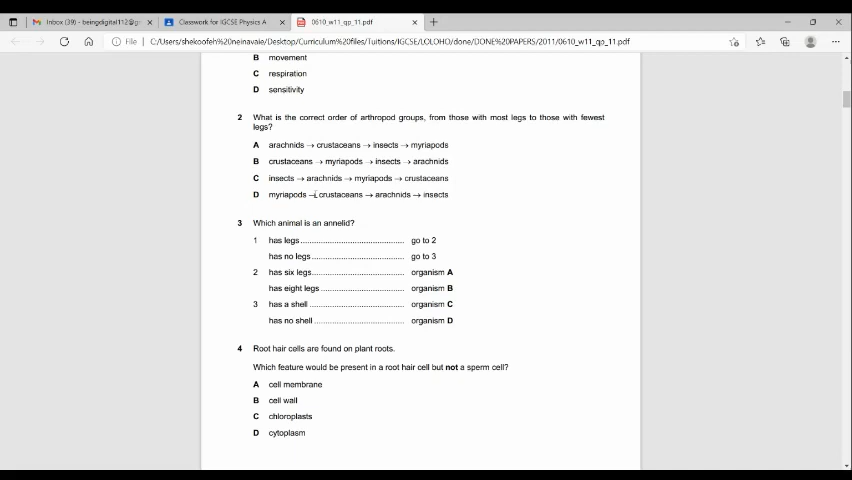 Inbox (39) - beingdigital112@g
Classwork for IGCSE Physics A
0610_w11_qp_11.pdf
File
C:/Users/shekoofeh%20neinavaie/Desktop/Curriculum%20files/Tuitions/IGCSE/LOLOHO/done/DONE%20PAPERS/2011/0610_w11_qp_11.pdf
B movement
C respiration
D sensitivity
2 What is the correct order of arthropod groups, from those with most legs to those with fewest
legs?
A arachnids → crustaceans → insects → myriapods
B crustaceans → myriapods → insects → arachnids
C insects → arachnids → myriapods → crustaceans
D myriapods → crustaceans → arachnids → insects
3 Which animal is an annelid?
1 has legs ........................................ go to 2
has no legs .................................... go to 3
2 has six legs.................................... organism A
has eight legs ................................ organism B
3 has a shell .................................... organism C
has no shell ................................... organism D
4 Root hair cells are found on plant roots.
Which feature would be present in a root hair cell but not a sperm cell?
A cell membrane
B cell wall
C chloroplasts
D cytoplasm